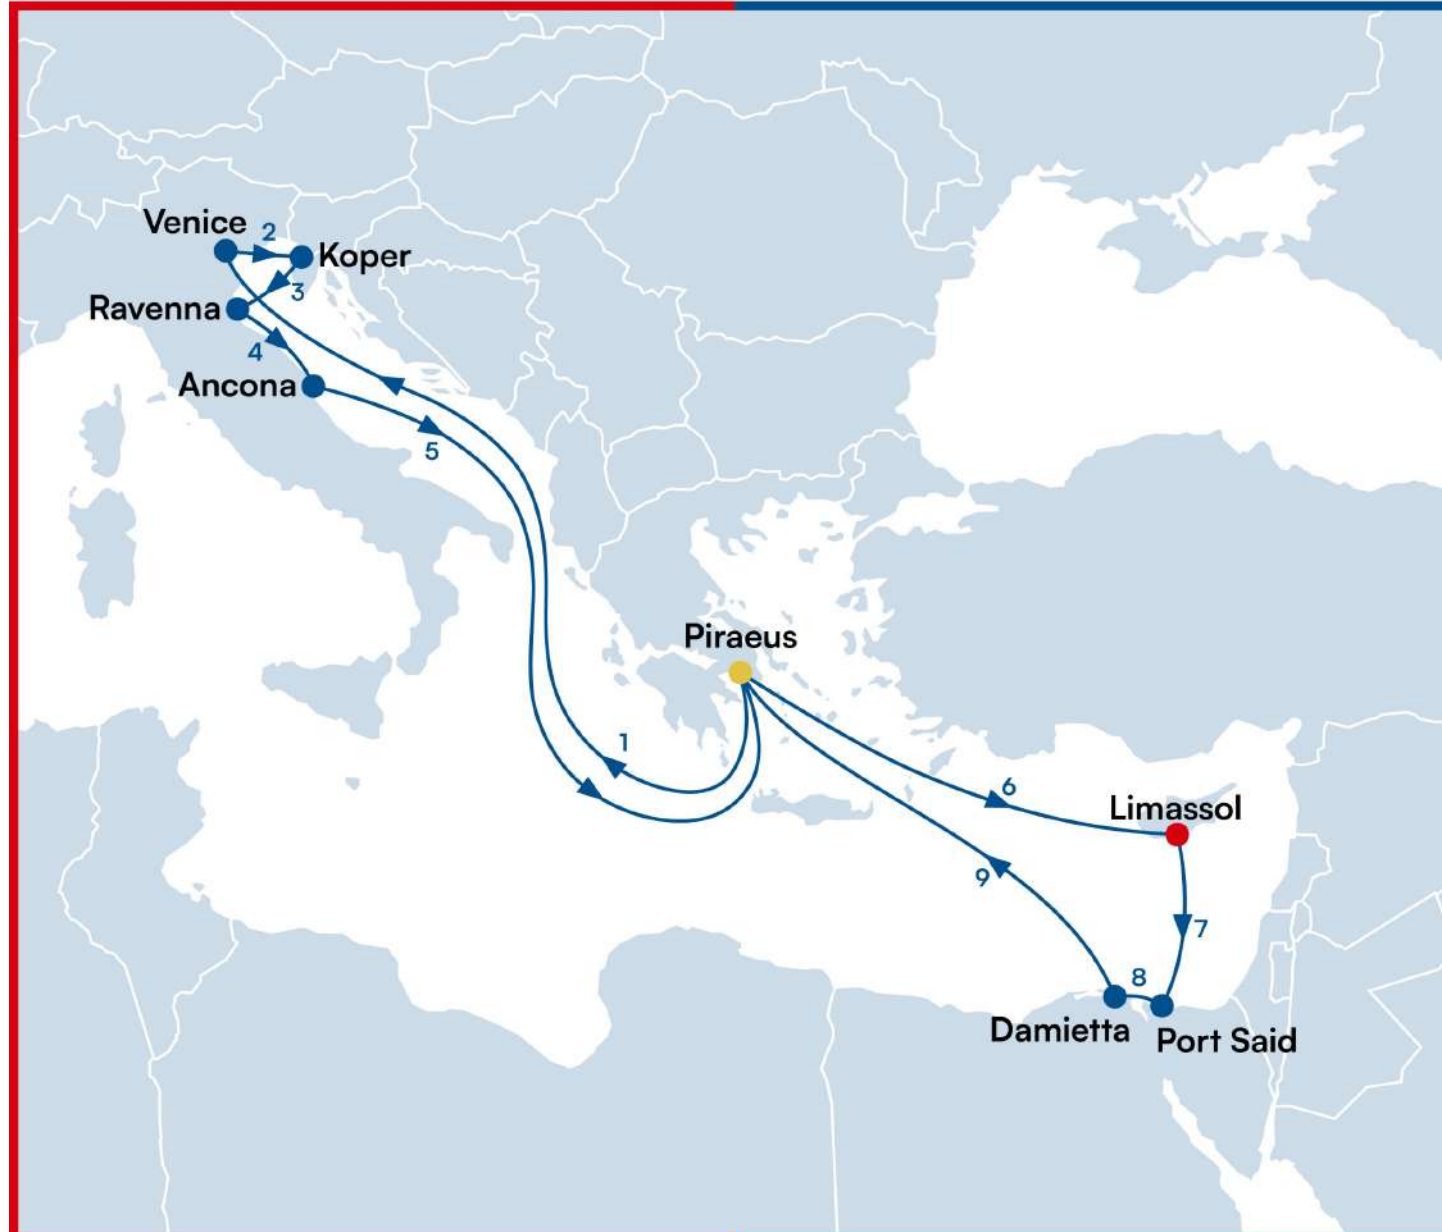 Venice
2
Koper
3
Ravenna
4
Ancona
5
Piraeus
1
6
Limassol
9
7
8
Damietta
Port Said